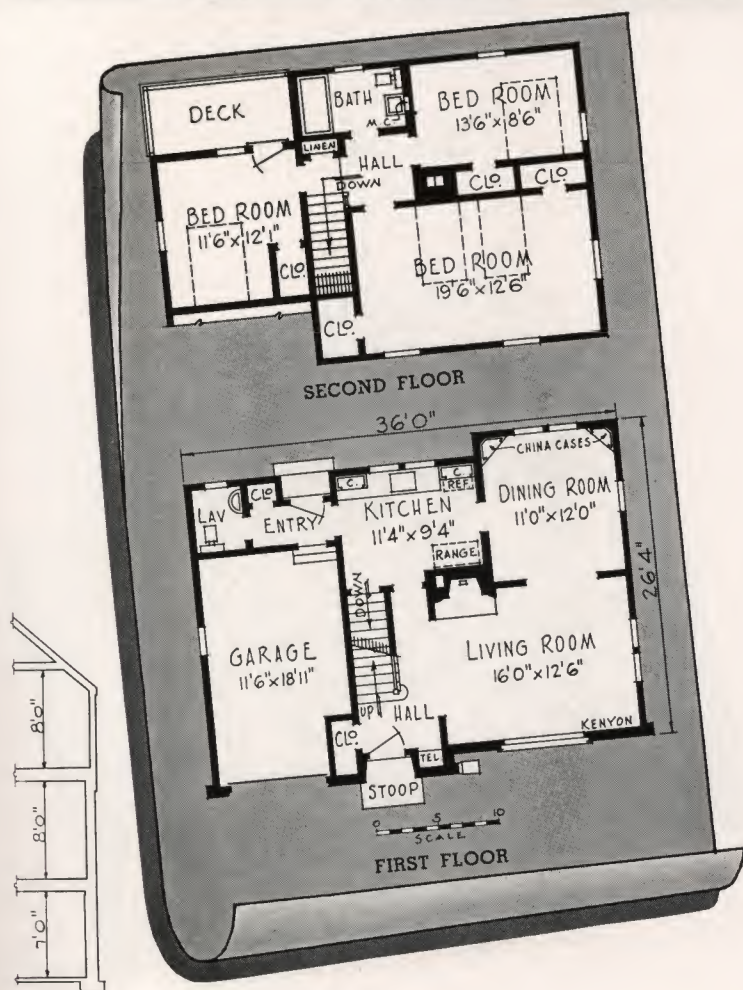 DECK
BATH
M.C.
BED ROOM
13'6"x8'6"
LINEN
HALL
DOWN
CLO.
CLO.
BED ROOM
11'6"x12'1"
CLO.
BED ROOM
19'6"x12'6"
CLO.
SECOND FLOOR
36'0"
CHINA CASES
C.
C.
REF.
LAV
CLO
ENTRY
KITCHEN
11'4"x9'4"
DINING ROOM
11'0"x12'0"
RANGE
26'4"
DOWN
GARAGE
11'6"x18'11"
LIVING ROOM
16'0"x12'6"
UP
HALL
CLO.
TEL.
KENYON
STOOP
0 5 10
SCALE
FIRST FLOOR
8'0"
8'0"
7'0"